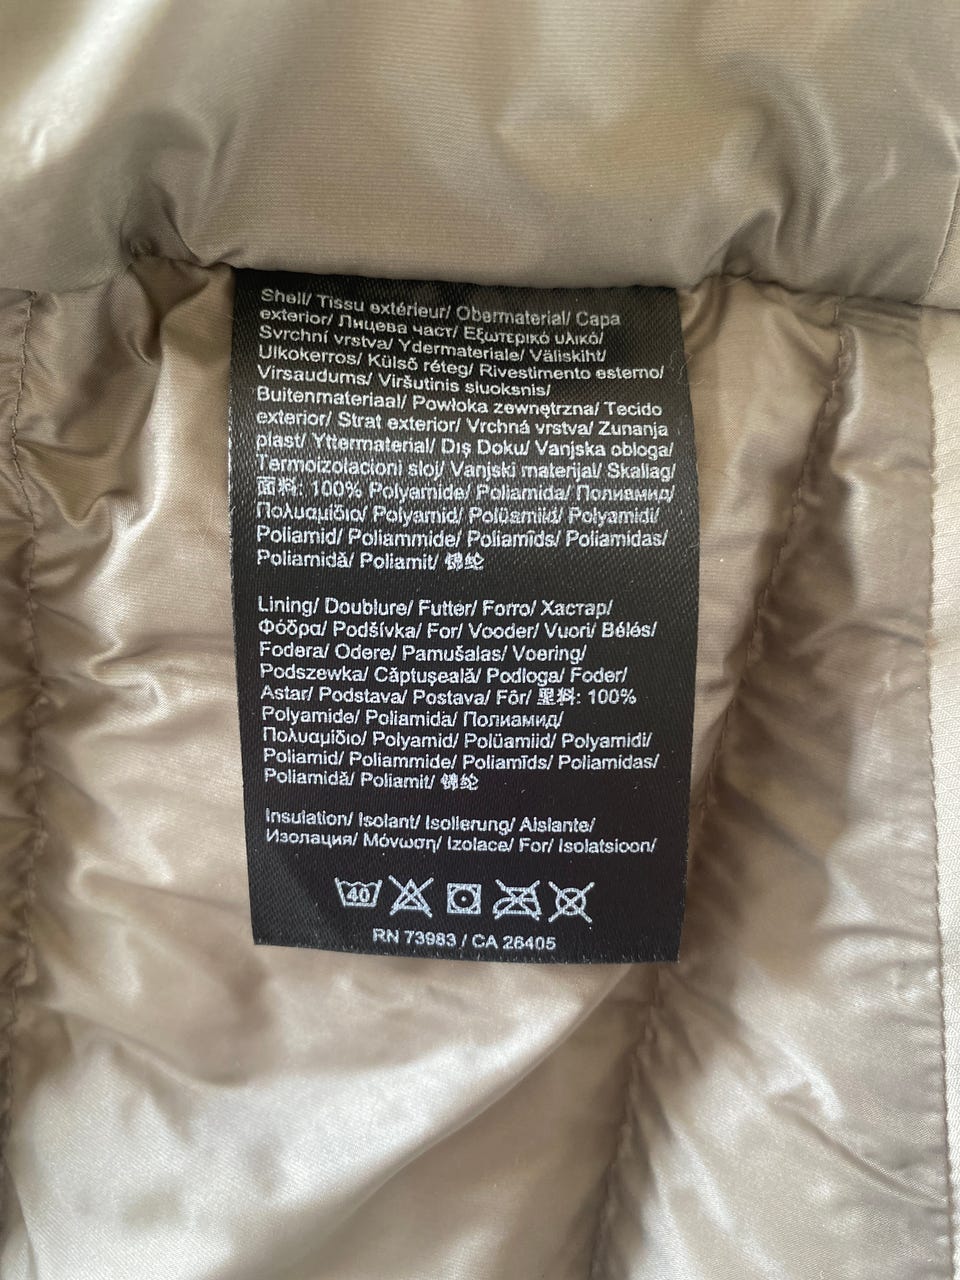 Shell/ Tissu extérieur/ Obermaterial/ Capa
exterior/ Лицева част/ Εξωτερικό υλικό/
Svrchní vrstva/ Ydermateriale/ Väliskiht/
Ulkokerros/ Külső réteg/ Rivestimento esterno/
Virsaudums/ Viršutinis sluoksnis/
Buitenmateriaal/ Powłoka zewnętrzna/ Tecido
exterior/ Strat exterior/ Vrchná vrstva/ Zunanja
plast/ Yttermaterial/ Dış Doku/ Vanjska obloga/
Termoizolacioni sloj/ Vanjski materijal/ Skallag/
面料: 100% Polyamide/ Poliamida/ Полиамид/
Πολυαμίδιο/ Polyamid/ Polüamiid/ Polyamidi/
Poliamid/ Poliammide/ Poliamīds/ Poliamidas/
Poliamidă/ Poliamit/ 锦纶
Lining/ Doublure/ Futter/ Forro/ Хастар/
Φόδρα/ Podšívka/ For/ Vooder/ Vuori/ Bélés/
Fodera/ Odere/ Pamušalas/ Voering/
Podszewka/ Căptuşeală/ Podloga/ Foder/
Astar/ Podstava/ Postava/ Fôr/ 里料: 100%
Polyamide/ Poliamida/ Полиамид/
Πολυαμίδιο/ Polyamid/ Polüamiid/ Polyamidi/
Poliamid/ Poliammide/ Poliamīds/ Poliamidas/
Poliamidă/ Poliamit/ 锦纶
Insulation/ Isolant/ Isolierung/ Aislante/
Изолация/ Μόνωση/ Izolace/ For/ Isolatsioon/
40
RN 73983 / CA 26405